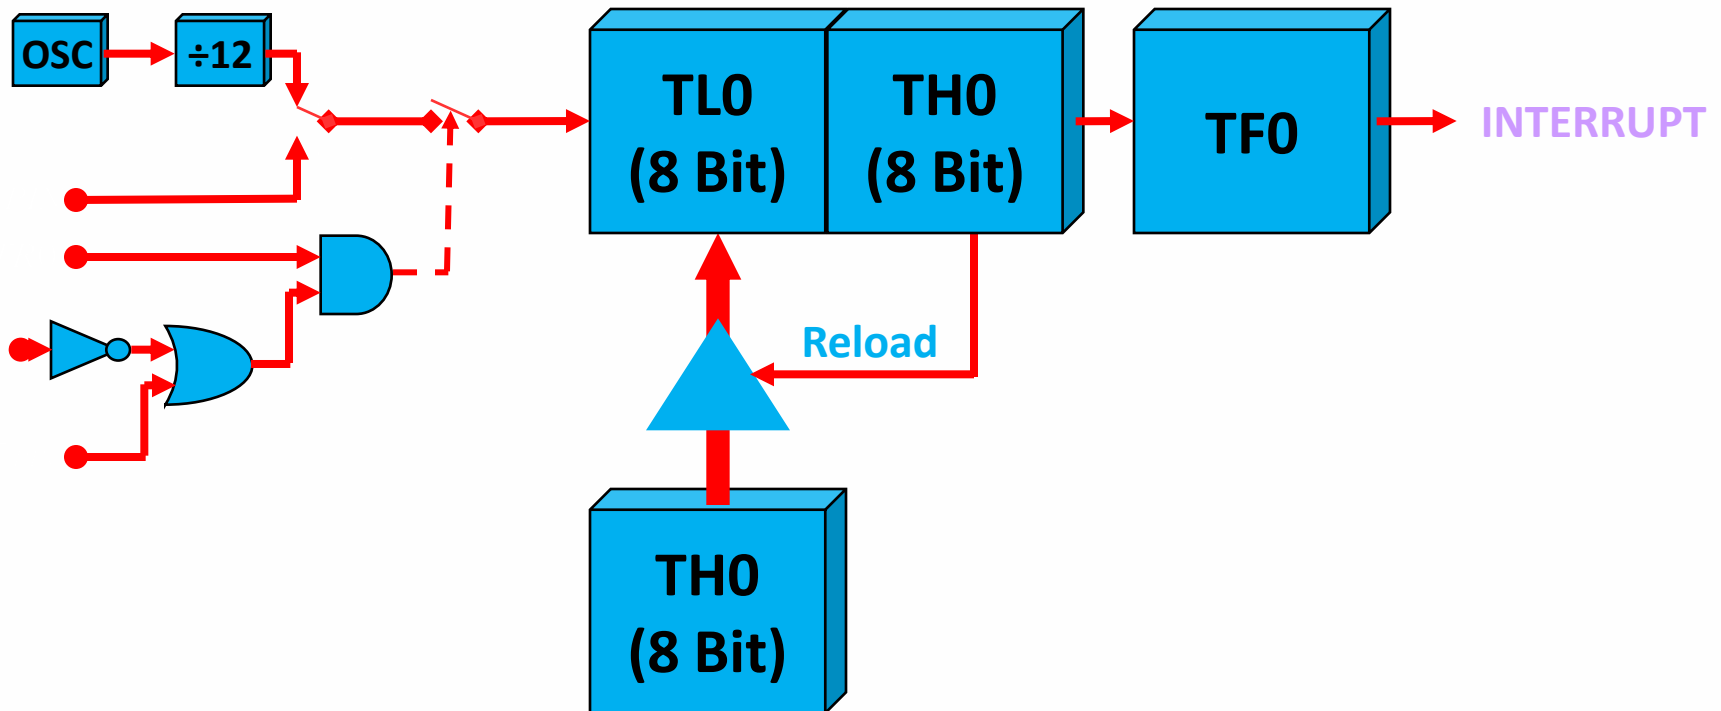 OSC
÷12
TL0
(8 Bit)
TH0
(8 Bit)
TF0
INTERRUPT
Reload
TH0
(8 Bit)